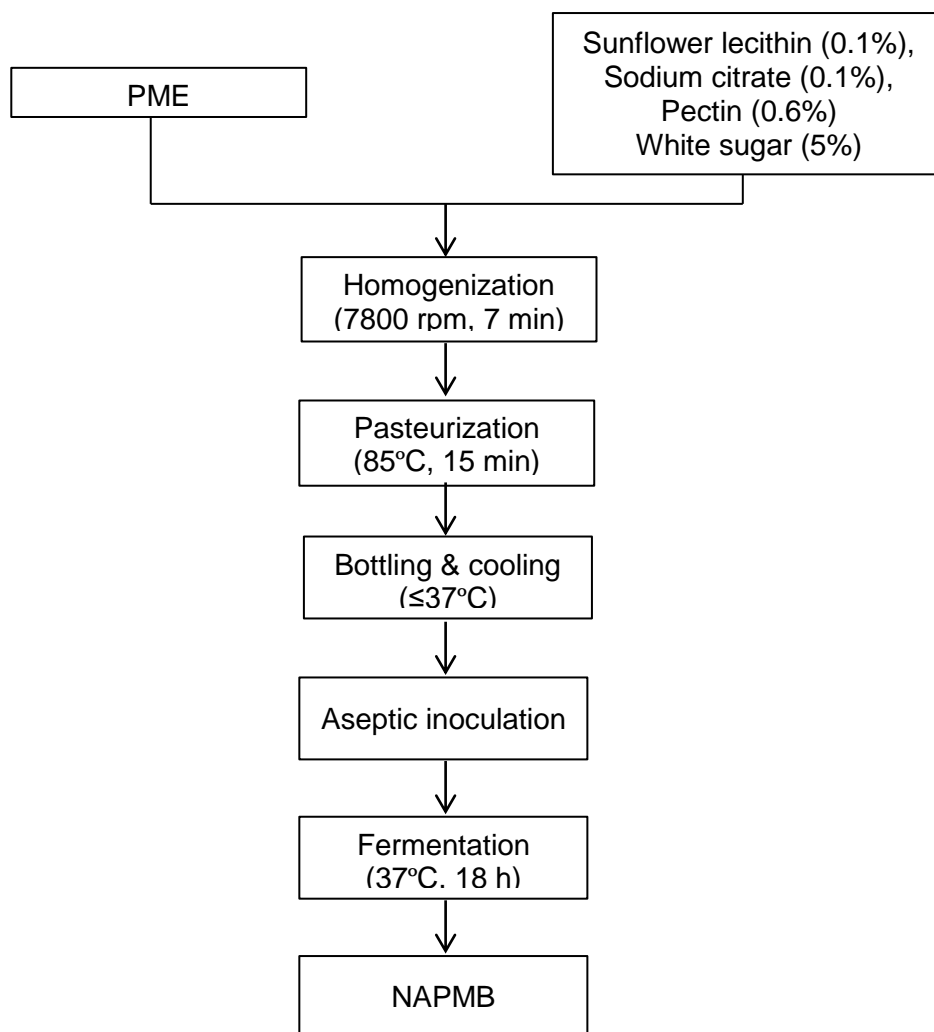 PME
Sunflower lecithin (0.1%),
Sodium citrate (0.1%),
Pectin (0.6%)
White sugar (5%)
Homogenization
(7800 rpm, 7 min)
Pasteurization
(85ºC, 15 min)
Bottling & cooling
(≤37ºC)
Aseptic inoculation
Fermentation
(37ºC, 18 h)
NAPMB